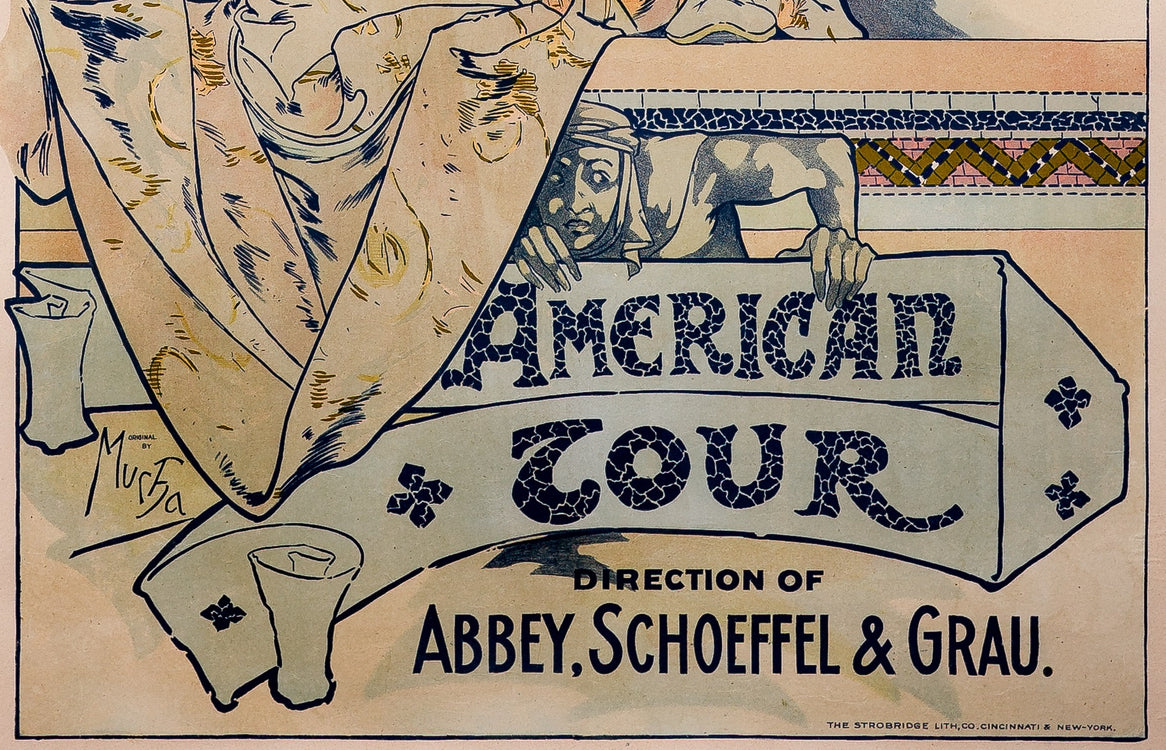 AMERICAN
TOUR
ORIGINAL
BY
Mucha
DIRECTION OF
ABBEY, SCHOEFFEL & GRAU.
THE STROBRIDGE LITH, CO. CINCINNATI & NEW-YORK.